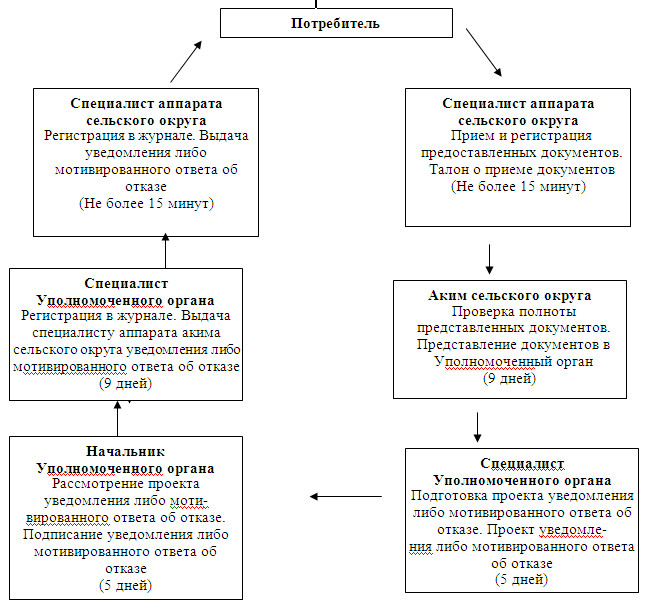 Потребитель
Специалист аппарата
сельского округа
Прием и регистрация
предоставленных документов.
Талон о приеме документов
(Не более 15 минут)
Аким сельского округа
Проверка полноты
представленных документов.
Представление документов в
Уполномоченный орган
(9 дней)
Специалист
Уполномоченного органа
Подготовка проекта уведомления
либо мотивированного ответа об
отказе. Проект уведомле-
ния либо мотивированного ответа
об отказе
(5 дней)
Начальник
Уполномоченного органа
Рассмотрение проекта
уведомления либо моти-
вированного ответа об отказе.
Подписание уведомления либо
мотивированного ответа об
отказе
(5 дней)
Специалист
Уполномоченного органа
Регистрация в журнале. Выдача
специалисту аппарата акима
сельского округа уведомления либо
мотивированного ответа об отказе
(9 дней)
Специалист аппарата
сельского округа
Регистрация в журнале. Выдача
уведомления либо
мотивированного ответа об
отказе
(Не более 15 минут)